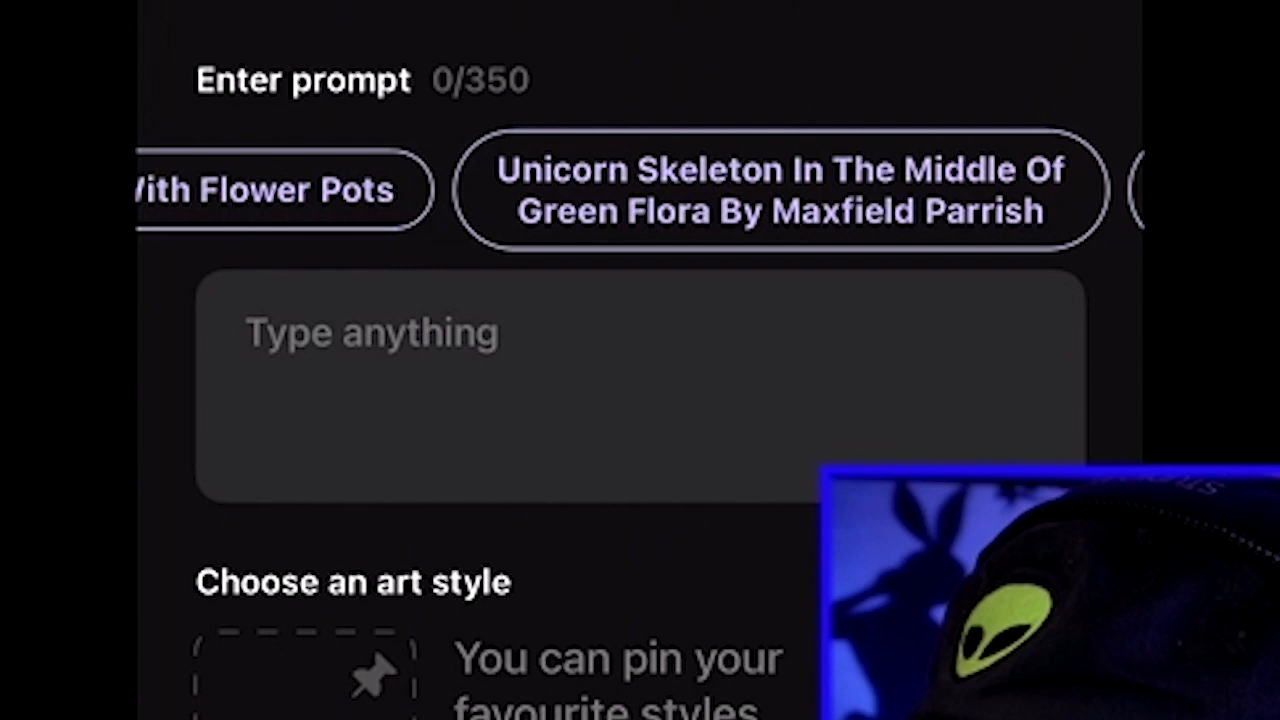 Enter prompt 0/350
With Flower Pots
Unicorn Skeleton In The Middle Of
Green Flora By Maxfield Parrish
Type anything
Choose an art style
You can pin your
favourite styles